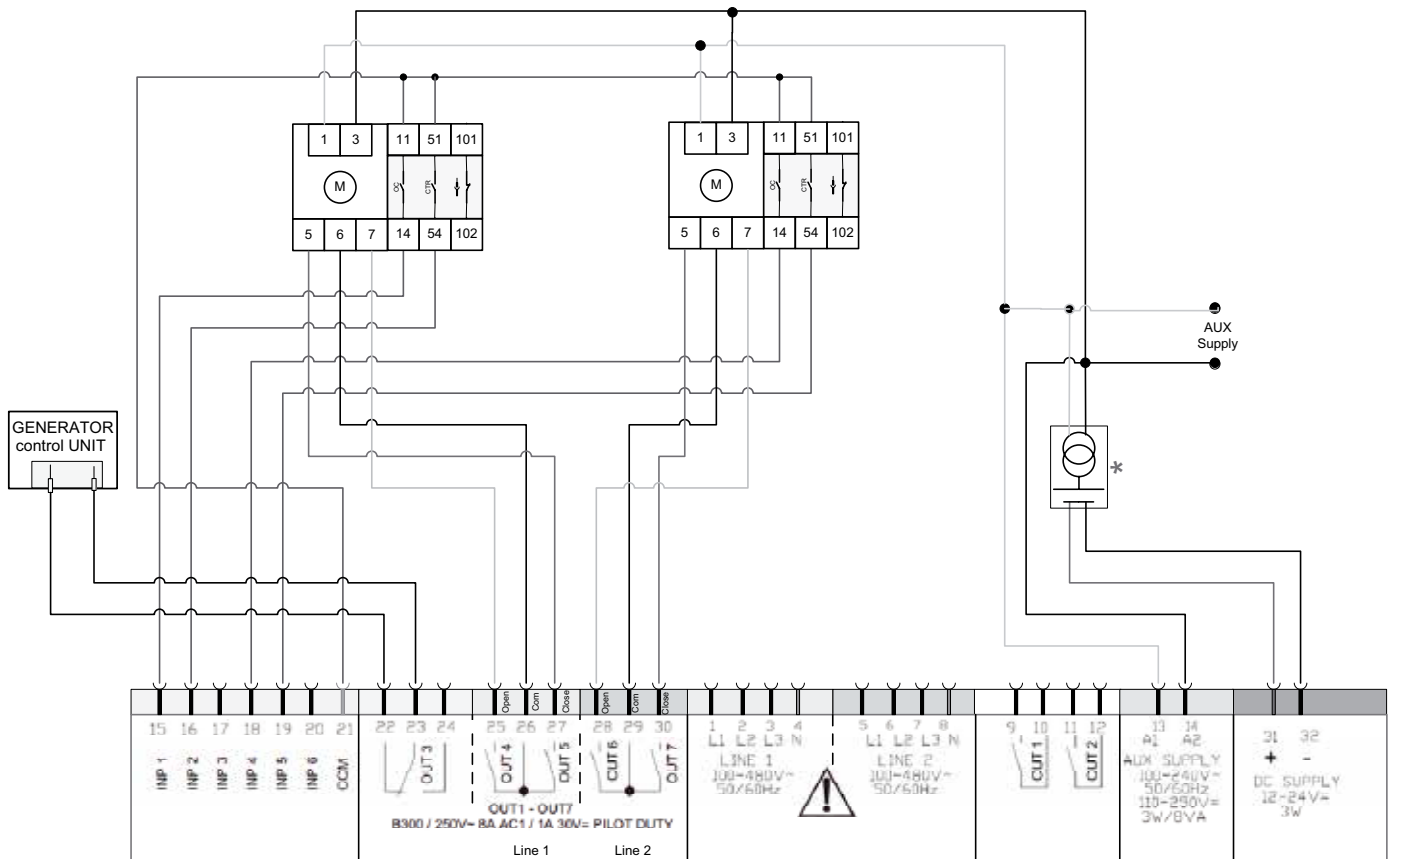 1 3 11 51 101
M OC CTR
5 6 7 14 54 102
1 3 11 51 101
M OC CTR
5 6 7 14 54 102
AUX
Supply
GENERATOR
control UNIT
*
Open Com Close Open Com Close
15 16 17 18 19 20 21
INP 1 INP 2 INP 3 INP 4 INP 5 INP 6 COM
22 23 24
OUT 3
25 26 27
OUT 4 OUT 5
28 29 30
OUT 6 OUT 7
OUT1 - OUT7
B300 / 250V~ 8A AC1 / 1A 30V= PILOT DUTY
Line 1 Line 2
1 2 3 4
L1 L2 L3 N
LINE 1
100-480V~
50/60Hz
5 6 7 8
L1 L2 L3 N
LINE 2
100-480V~
50/60Hz
9 10 11 12
OUT 1 OUT 2
13 14
A1 A2
AUX SUPPLY
100-240V~
50/60Hz
110-250V=
3W/8VA
31 32
+ -
DC SUPPLY
12-24V=
3W